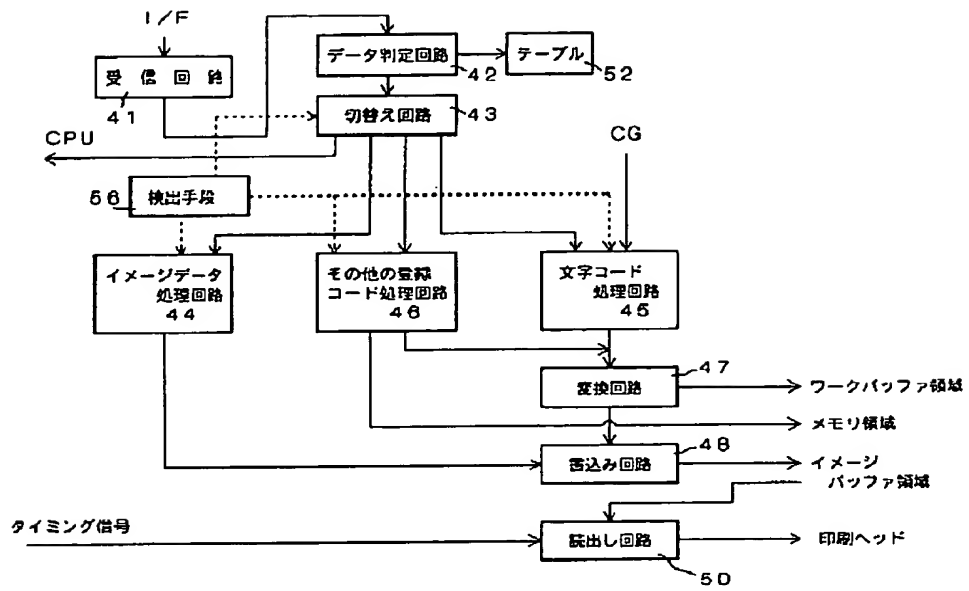 I/F
データ判定回路
42
テーブル
52
受信回路
41
切替え回路
43
CPU
CG
56
検出手段
イメージデータ
処理回路
44
その他の登録
コード処理回路
46
文字コード
処理回路
45
47
変換回路
ワークバッファ領域
メモリ領域
48
書込み回路
イメージ
バッファ領域
タイミング信号
読出し回路
印刷ヘッド
50